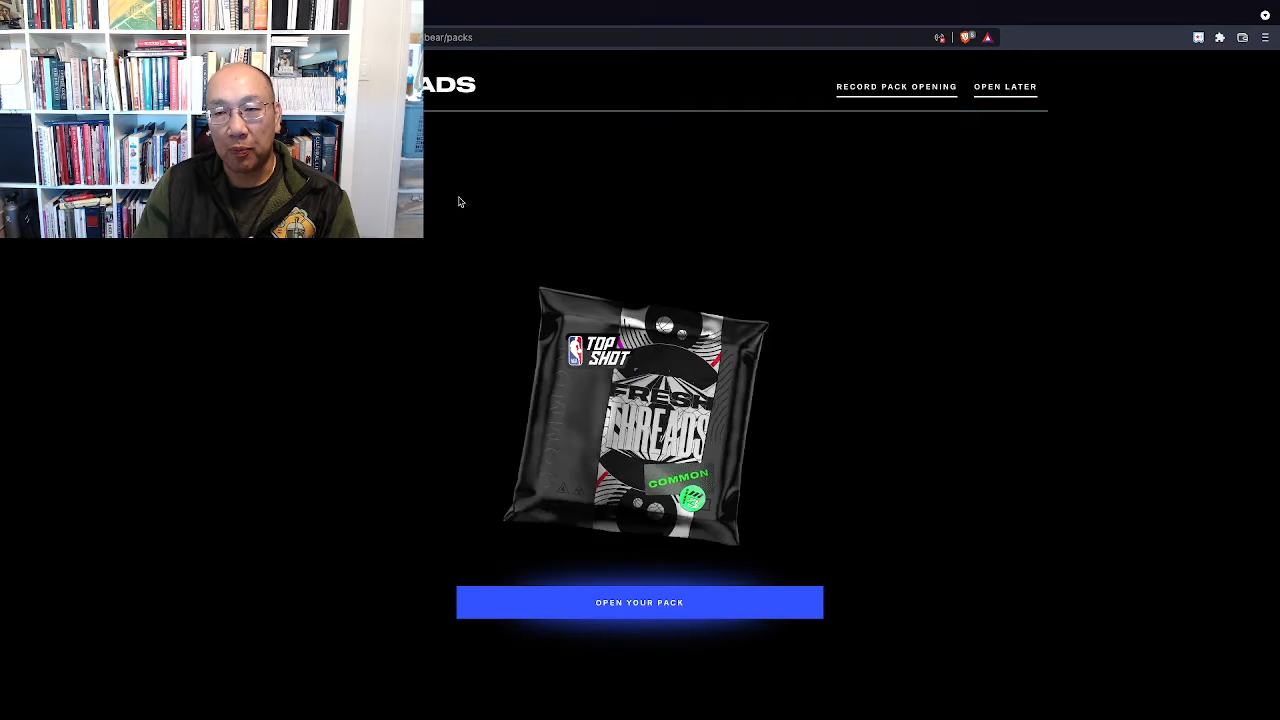 bear/packs
ADS
RECORD PACK OPENING
OPEN LATER
TOP
SHOT
FRESH
THREADS
COMMON
OPEN YOUR PACK